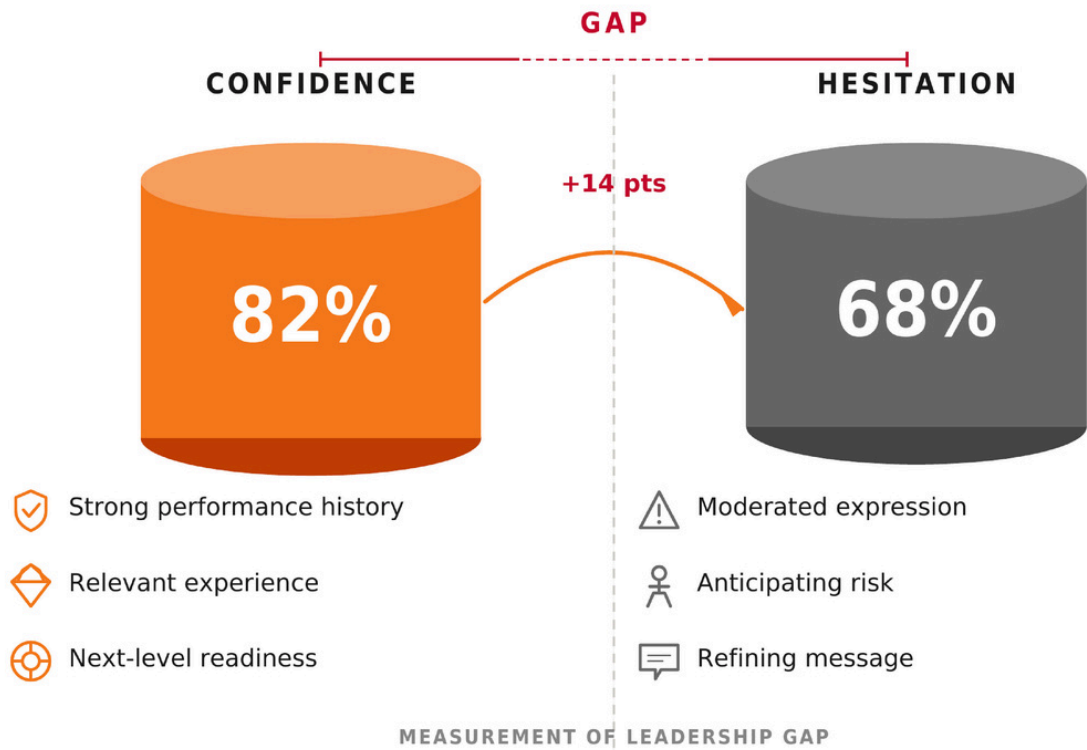 GAP
CONFIDENCE
HESITATION
+14 pts
82%
68%
Strong performance history
Relevant experience
Next-level readiness
Moderated expression
Anticipating risk
Refining message
MEASUREMENT OF LEADERSHIP GAP